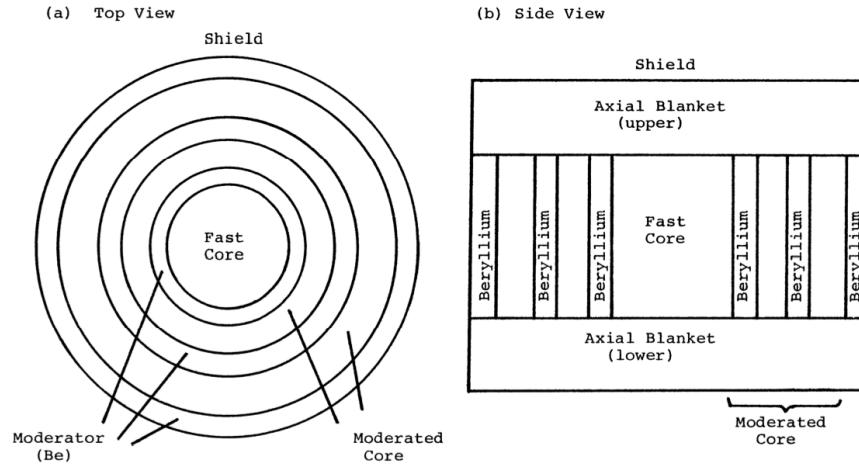 (a) Top View
Shield
Fast
Core
Moderator
(Be)
Moderated
Core
(b) Side View
Shield
Axial Blanket
(upper)
Beryllium
Beryllium
Beryllium
Fast
Core
Beryllium
Beryllium
Beryllium
Axial Blanket
(lower)
Moderated
Core